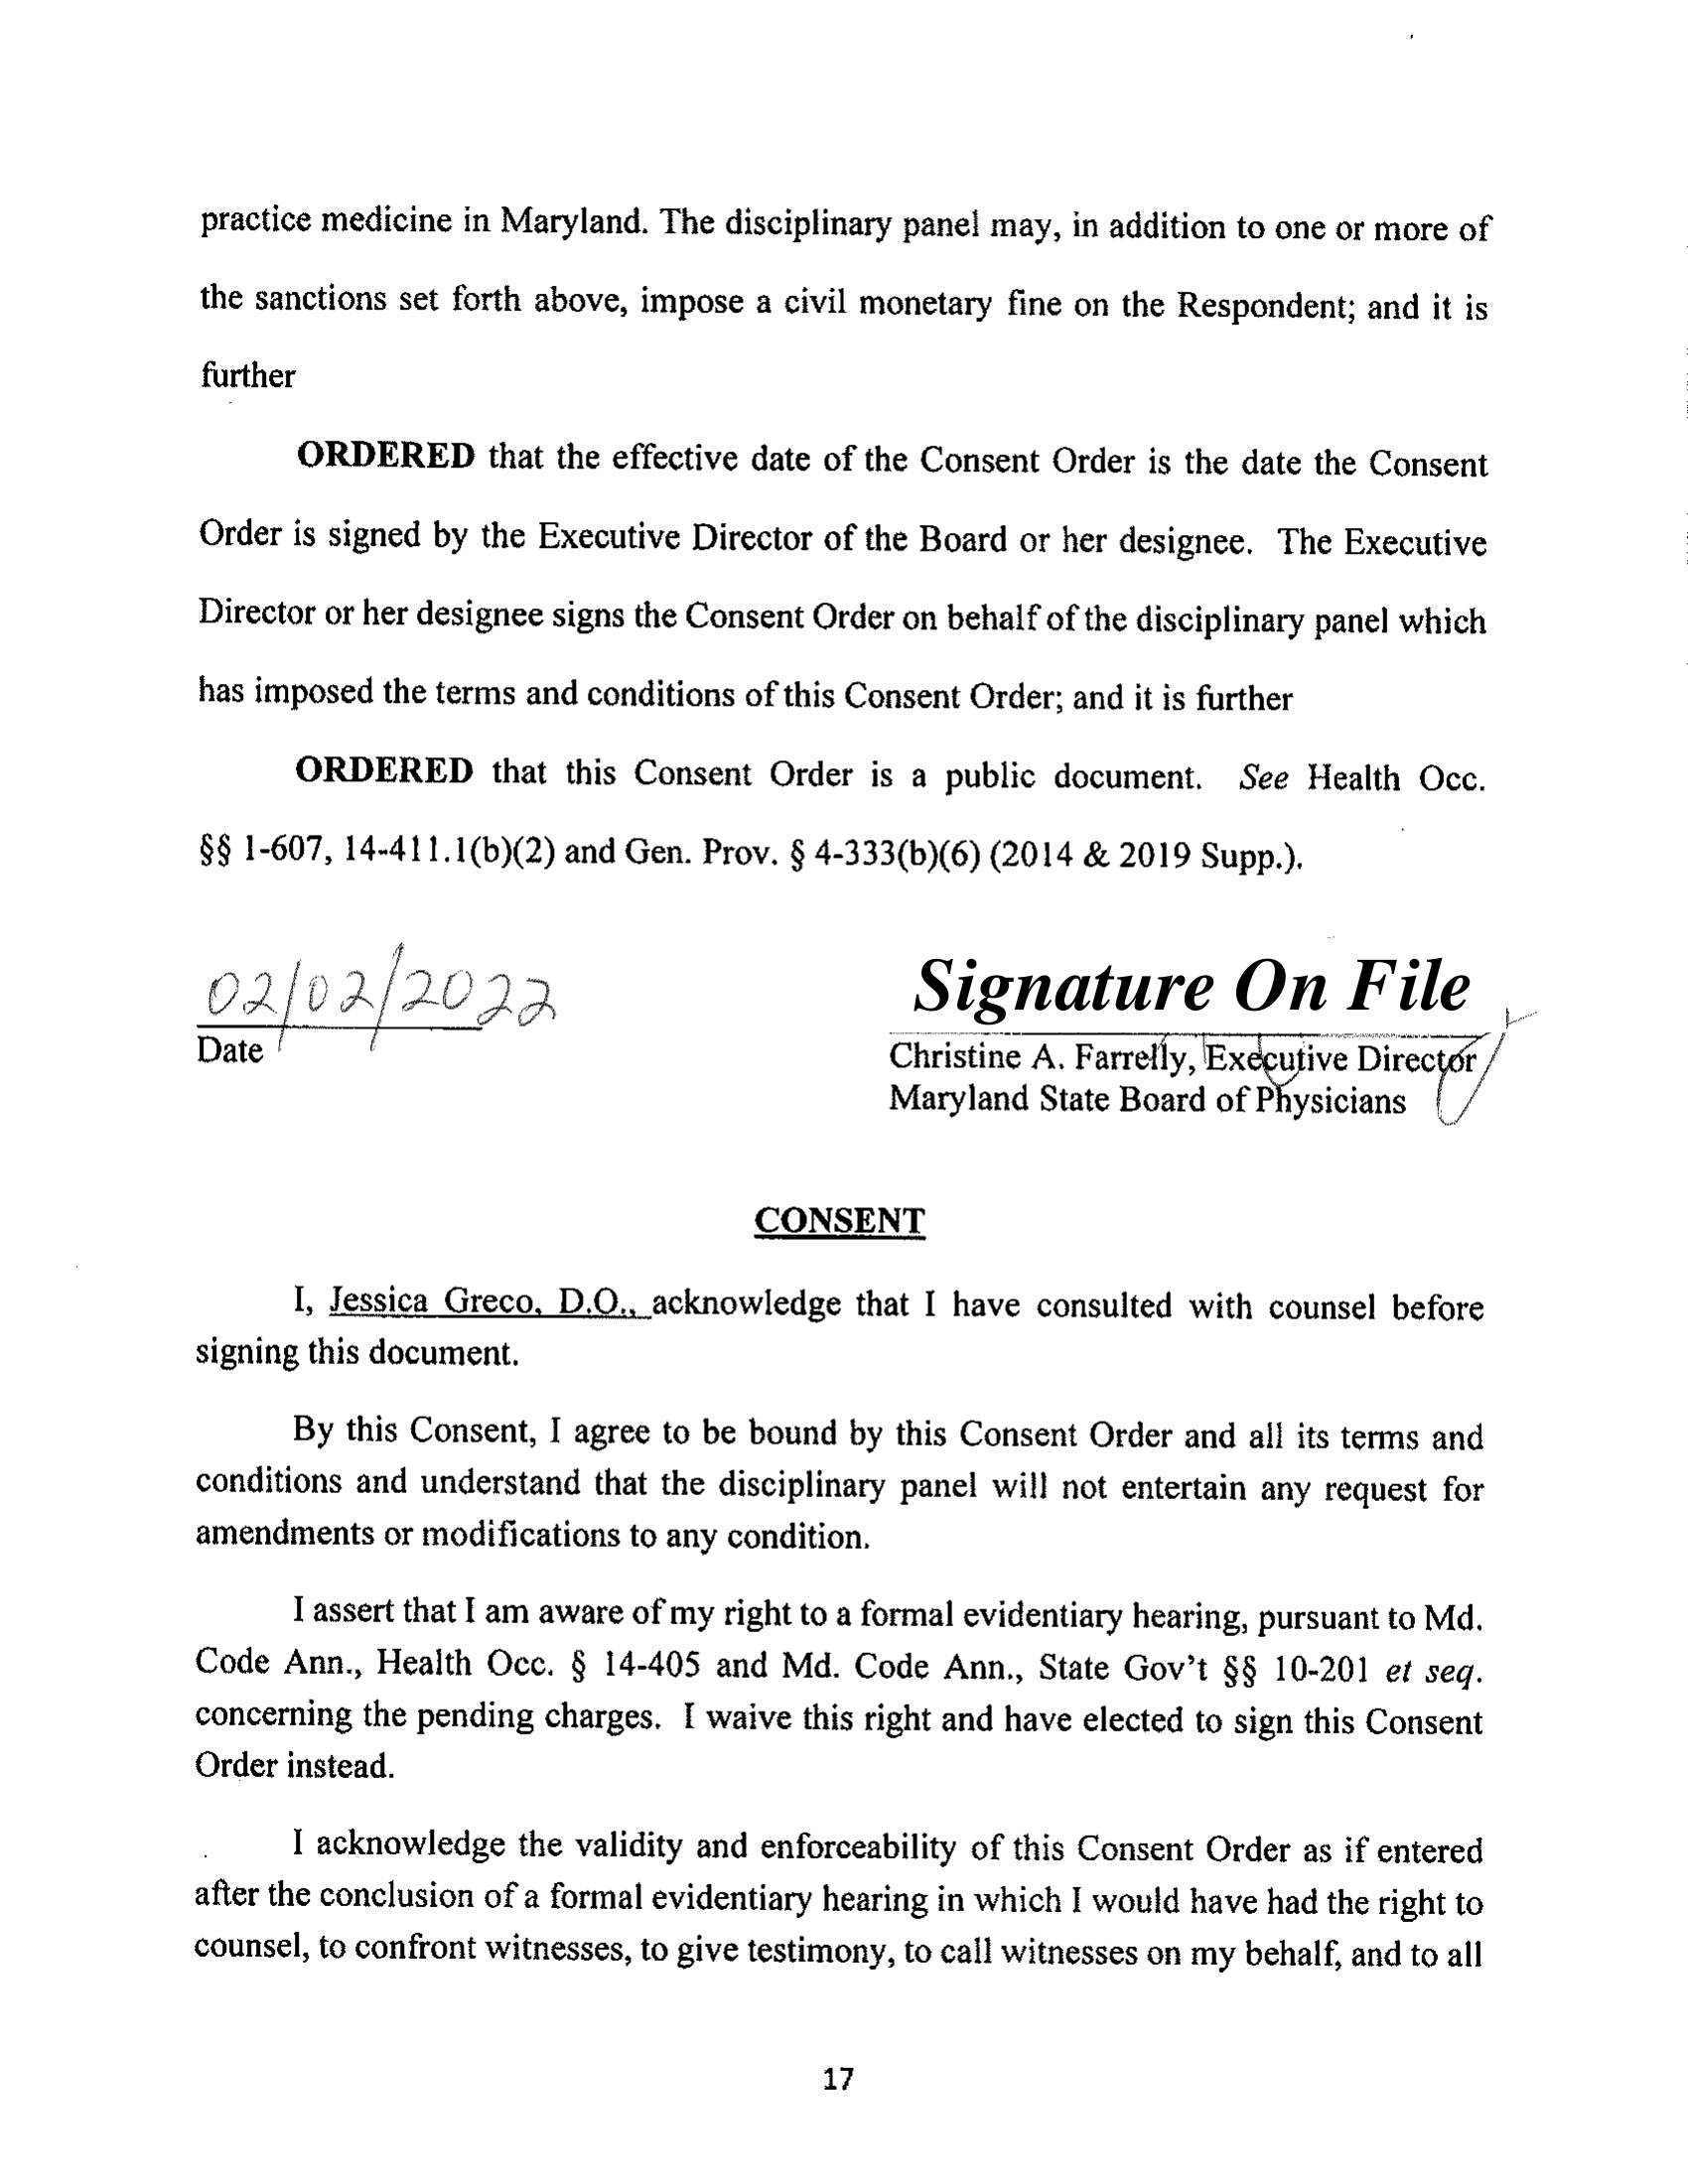 practice medicine in Maryland. The disciplinary panel may, in addition to one or more of
the sanctions set forth above, impose a civil monetary fine on the Respondent; and it is
further
ORDERED that the effective date of the Consent Order is the date the Consent
Order is signed by the Executive Director of the Board or her designee. The Executive
Director or her designee signs the Consent Order on behalf of the disciplinary panel which
has imposed the terms and conditions of this Consent Order; and it is further
ORDERED that this Consent Order is a public document. See Health Occ.
§§ 1-607, 14-411.1(b)(2) and Gen. Prov. § 4-333(b)(6) (2014 & 2019 Supp.).
02/02/2022
Date
Signature On File
Christine A. Farrelly, Executive Director
Maryland State Board of Physicians
CONSENT
I, Jessica Greco, D.O., acknowledge that I have consulted with counsel before
signing this document.
By this Consent, I agree to be bound by this Consent Order and all its terms and
conditions and understand that the disciplinary panel will not entertain any request for
amendments or modifications to any condition.
I assert that I am aware of my right to a formal evidentiary hearing, pursuant to Md.
Code Ann., Health Occ. § 14-405 and Md. Code Ann., State Gov't §§ 10-201 et seq.
concerning the pending charges. I waive this right and have elected to sign this Consent
Order instead.
I acknowledge the validity and enforceability of this Consent Order as if entered
after the conclusion of a formal evidentiary hearing in which I would have had the right to
counsel, to confront witnesses, to give testimony, to call witnesses on my behalf, and to all
17